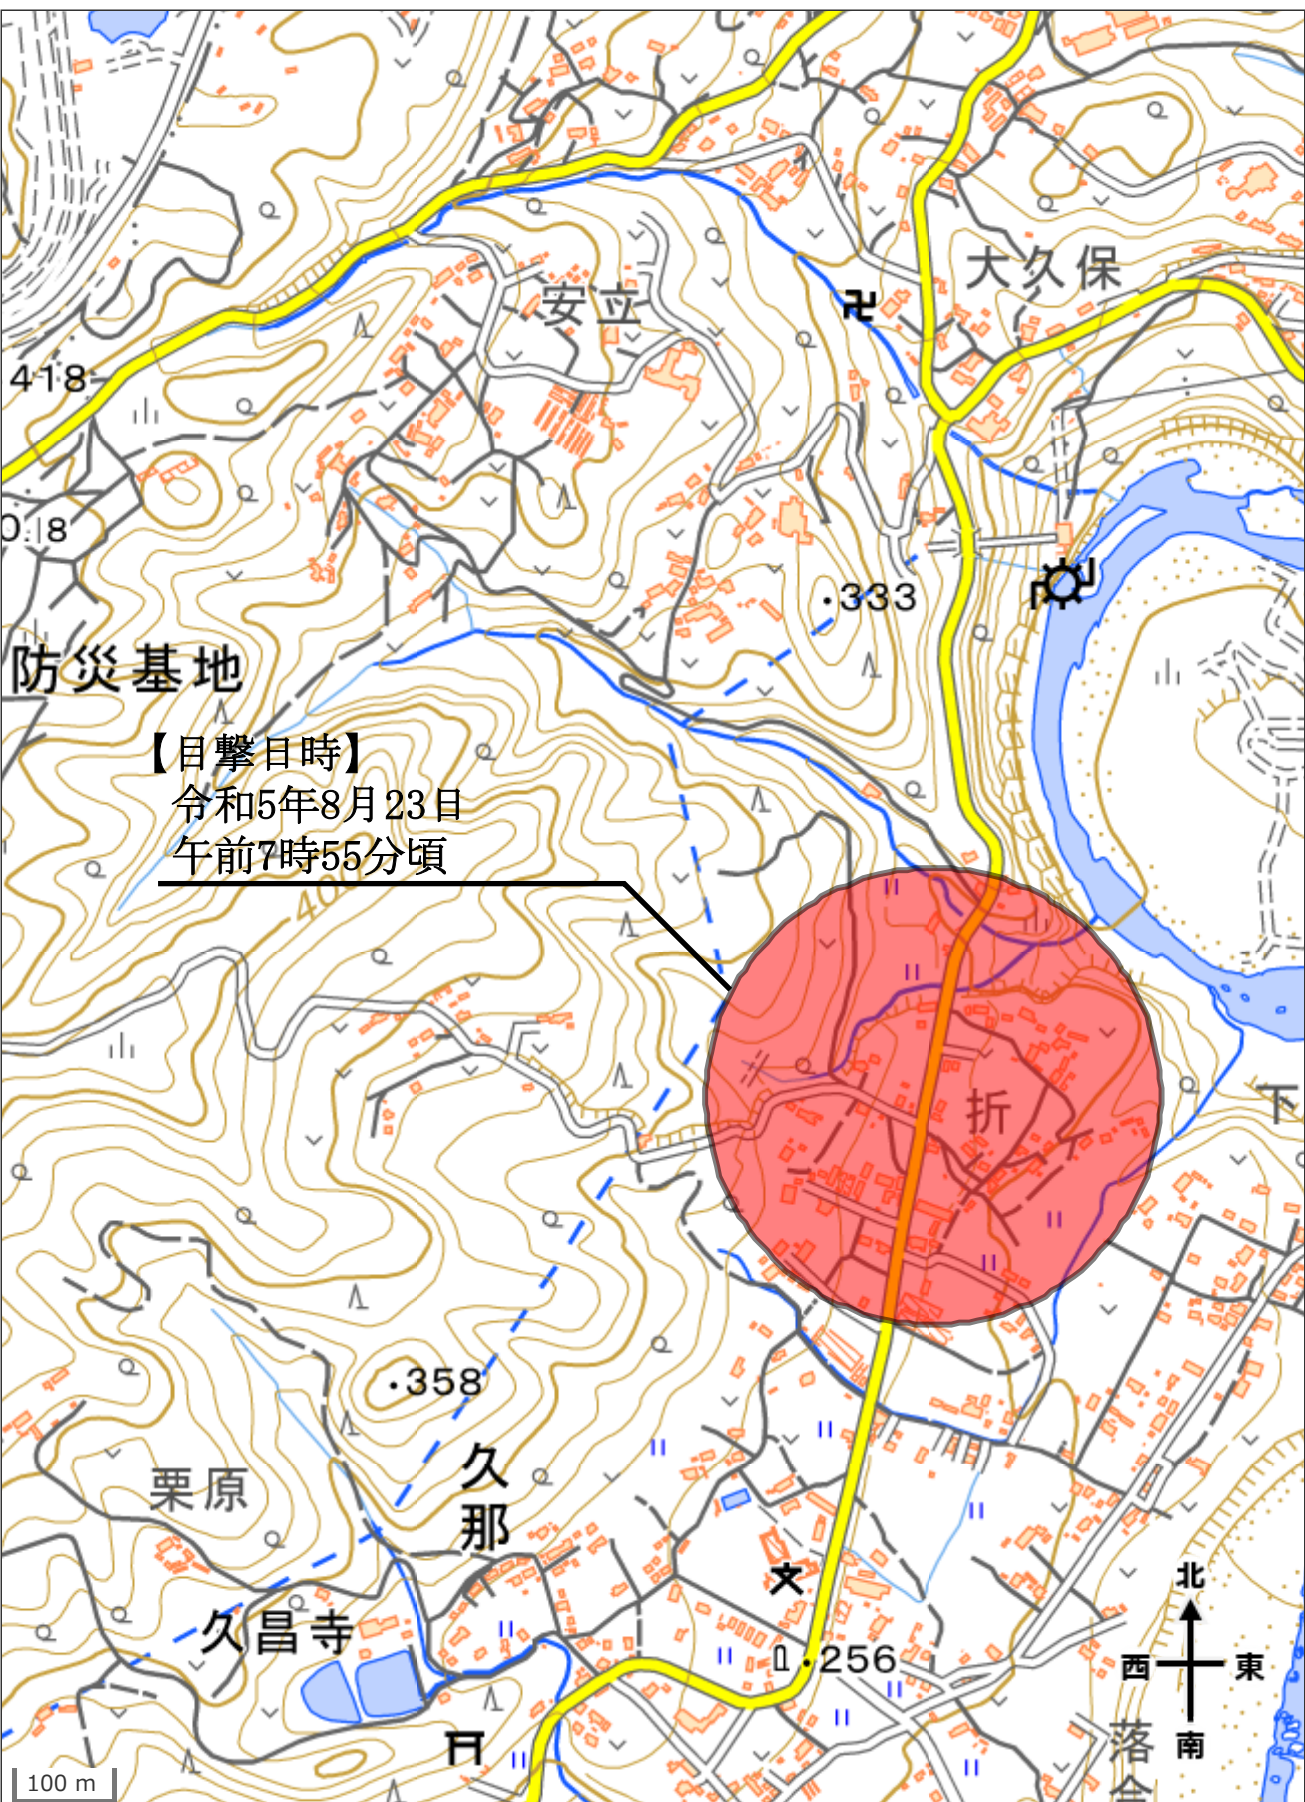 大久保
安立
418
0.8
333
防災基地
【目撃日時】
令和5年8月23日
午前7時55分頃
400
折
下
358
久那
栗原
久昌寺
256
北
西
東
南
落合
100 m